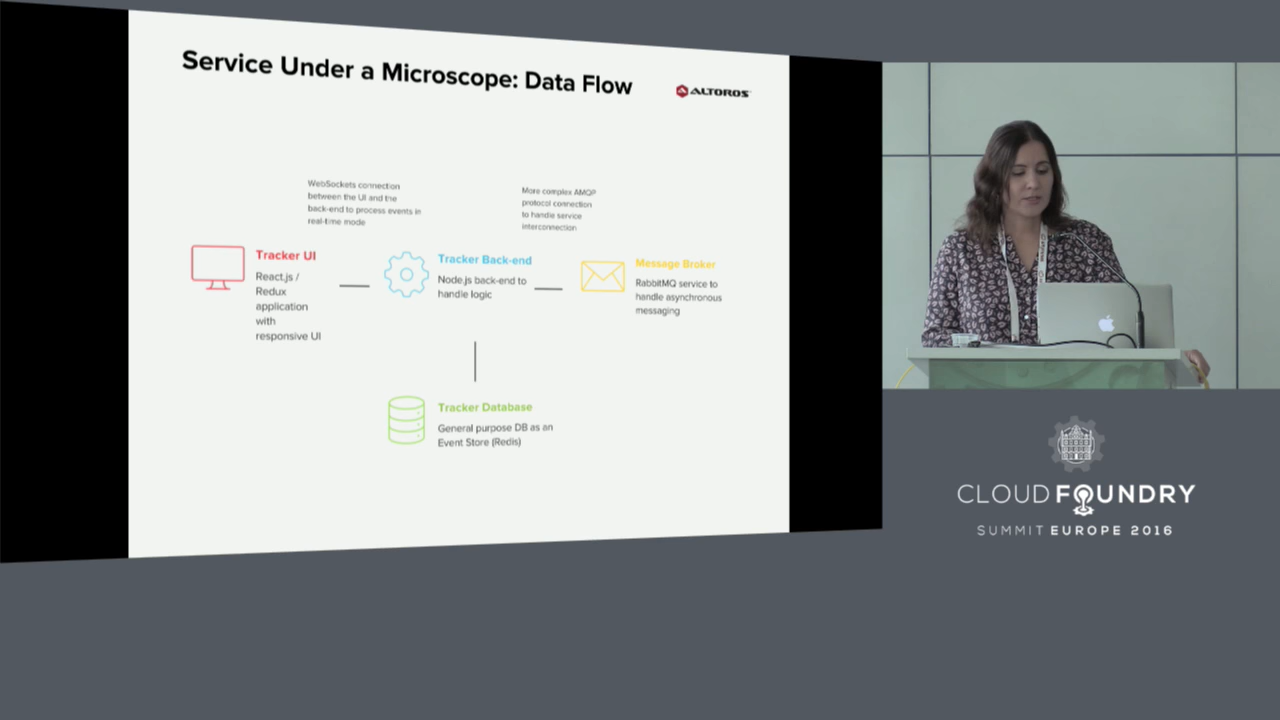 Service Under a Microscope: Data Flow
ALTOROS
WebSockets connection
between the UI and the
back-end to process events in
real-time mode
More complex AMQP
protocol connection
to handle service
interconnection
Tracker UI
React.js /
Redux
application
with
responsive UI
Tracker Back-end
Node.js back-end to
handle logic
Message Broker
RabbitMQ service to
handle asynchronous
messaging
Tracker Database
General purpose DB as an
Event Store (Redis)
CLOUD FOUNDRY
SUMMIT EUROPE 2016